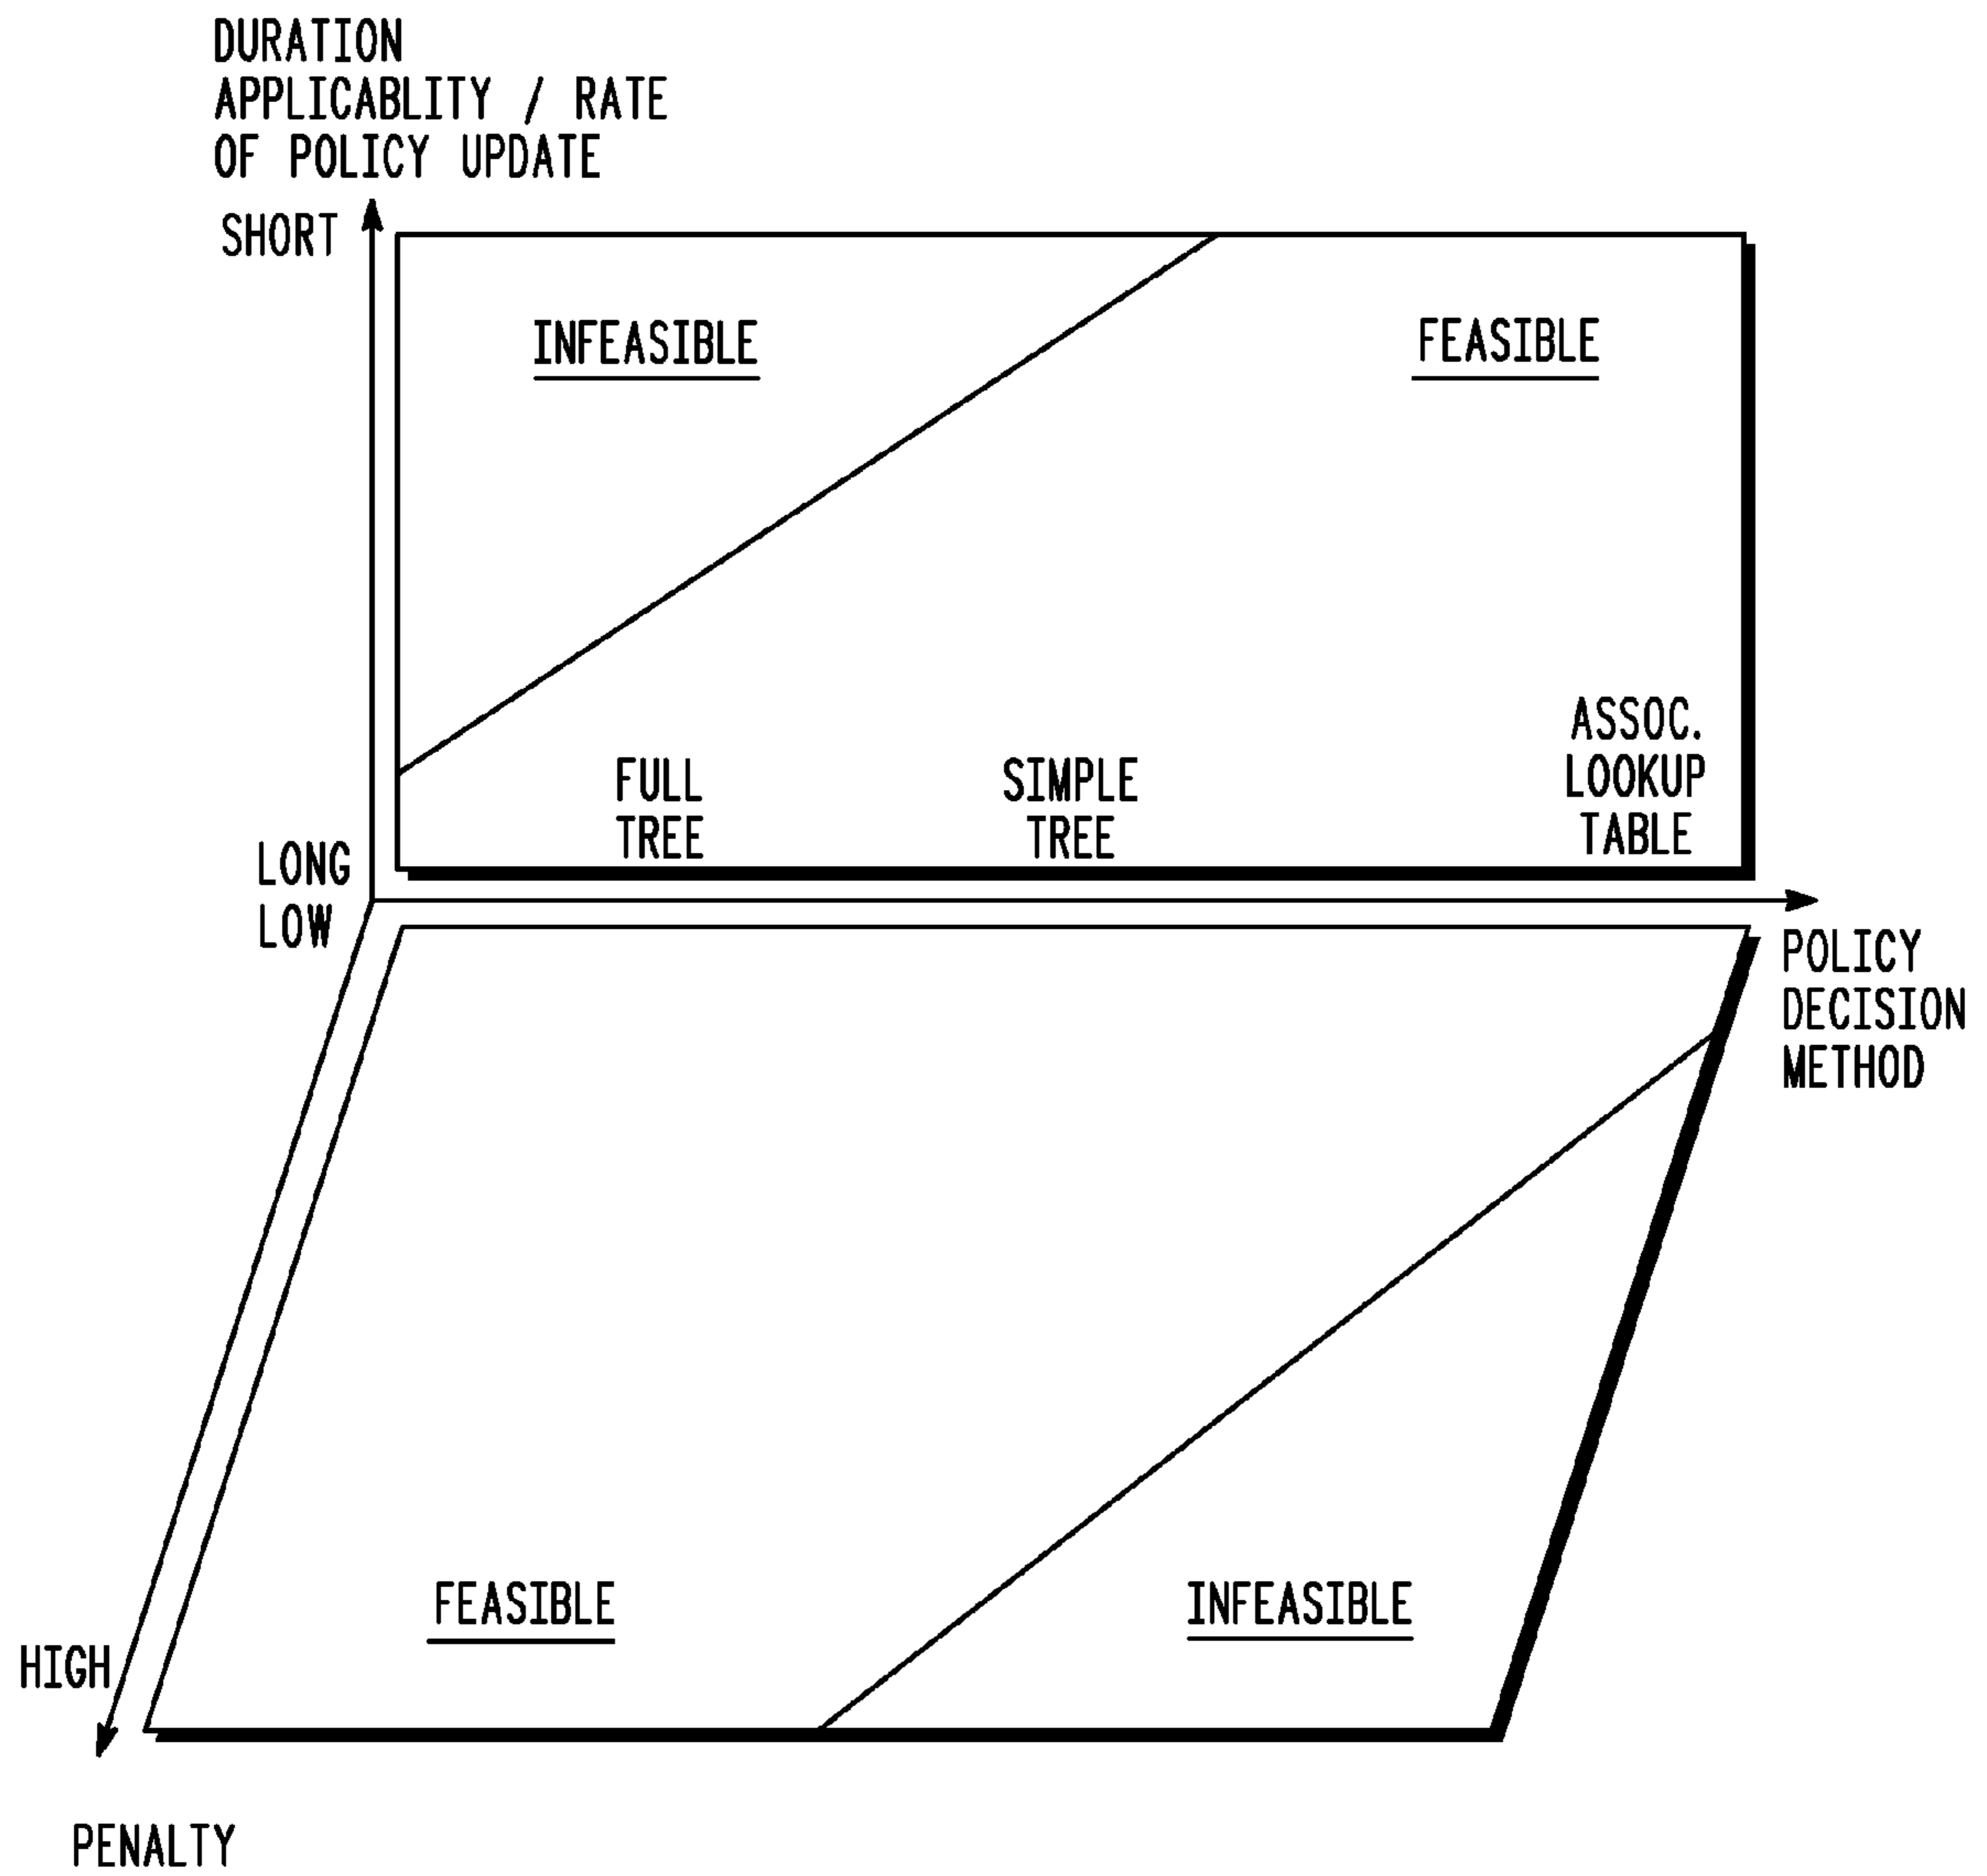 DURATION
APPLICABLITY / RATE
OF POLICY UPDATE
SHORT
INFEASIBLE
FEASIBLE
FULL
TREE
SIMPLE
TREE
ASSOC.
LOOKUP
TABLE
LONG
LOW
POLICY
DECISION
METHOD
FEASIBLE
INFEASIBLE
HIGH
PENALTY